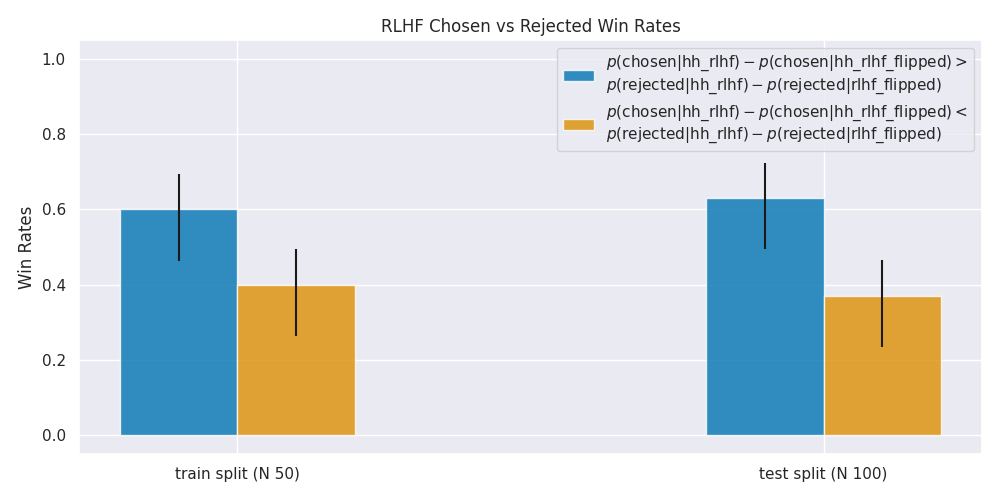 RLHF Chosen vs Rejected Win Rates
p(chosen|hh_rlhf) − p(chosen|hh_rlhf_flipped) >
p(rejected|hh_rlhf) − p(rejected|rlhf_flipped)
p(chosen|hh_rlhf) − p(chosen|hh_rlhf_flipped) <
p(rejected|hh_rlhf) − p(rejected|rlhf_flipped)
Win Rates
1.0
0.8
0.6
0.4
0.2
0.0
train split (N 50)
test split (N 100)